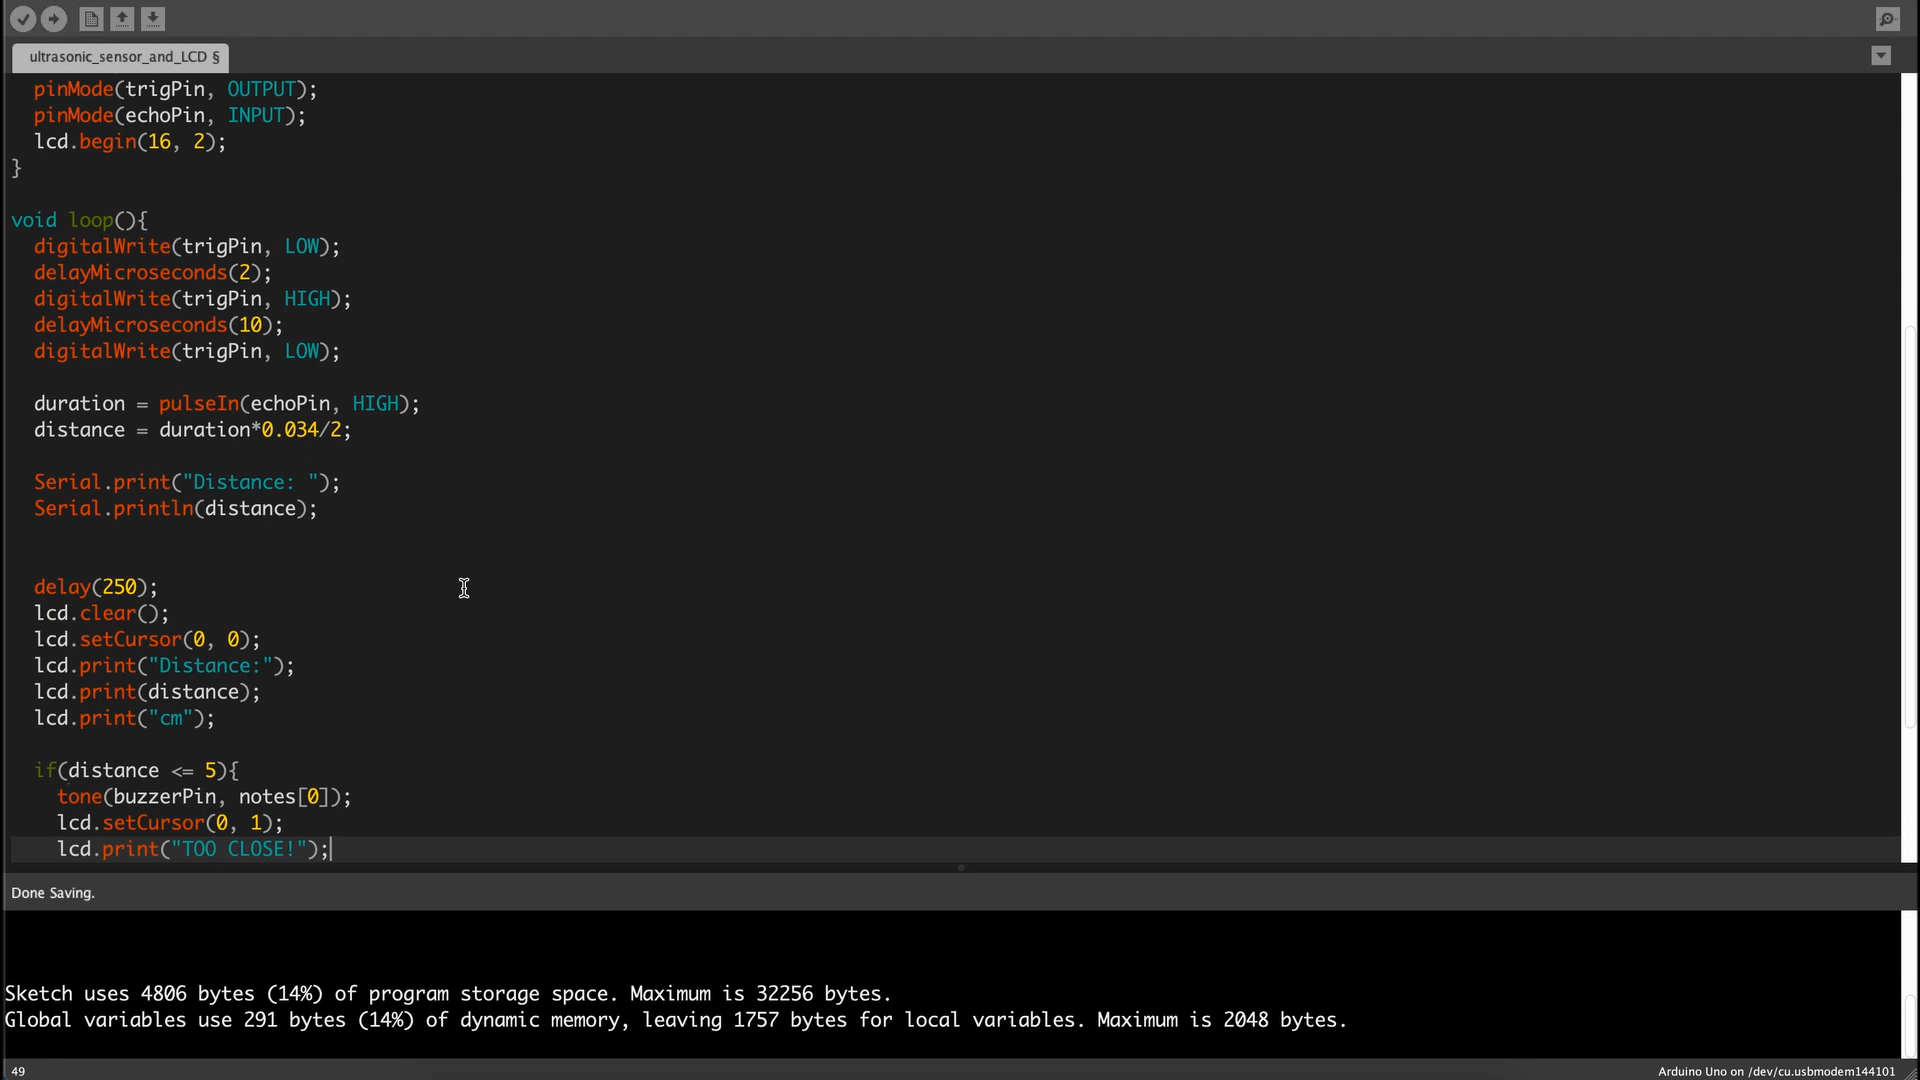 ultrasonic_sensor_and_LCD §
pinMode(trigPin, OUTPUT);
pinMode(echoPin, INPUT);
lcd.begin(16, 2);
}
void loop(){
digitalWrite(trigPin, LOW);
delayMicroseconds(2);
digitalWrite(trigPin, HIGH);
delayMicroseconds(10);
digitalWrite(trigPin, LOW);
duration = pulseIn(echoPin, HIGH);
distance = duration*0.034/2;
Serial.print("Distance: ");
Serial.println(distance);
delay(250);
lcd.clear();
lcd.setCursor(0, 0);
lcd.print("Distance:");
lcd.print(distance);
lcd.print("cm");
if(distance <= 5){
tone(buzzerPin, notes[0]);
lcd.setCursor(0, 1);
lcd.print("TOO CLOSE!");
Done Saving.
Sketch uses 4806 bytes (14%) of program storage space. Maximum is 32256 bytes.
Global variables use 291 bytes (14%) of dynamic memory, leaving 1757 bytes for local variables. Maximum is 2048 bytes.
49
Arduino Uno on /dev/cu.usbmodem144101